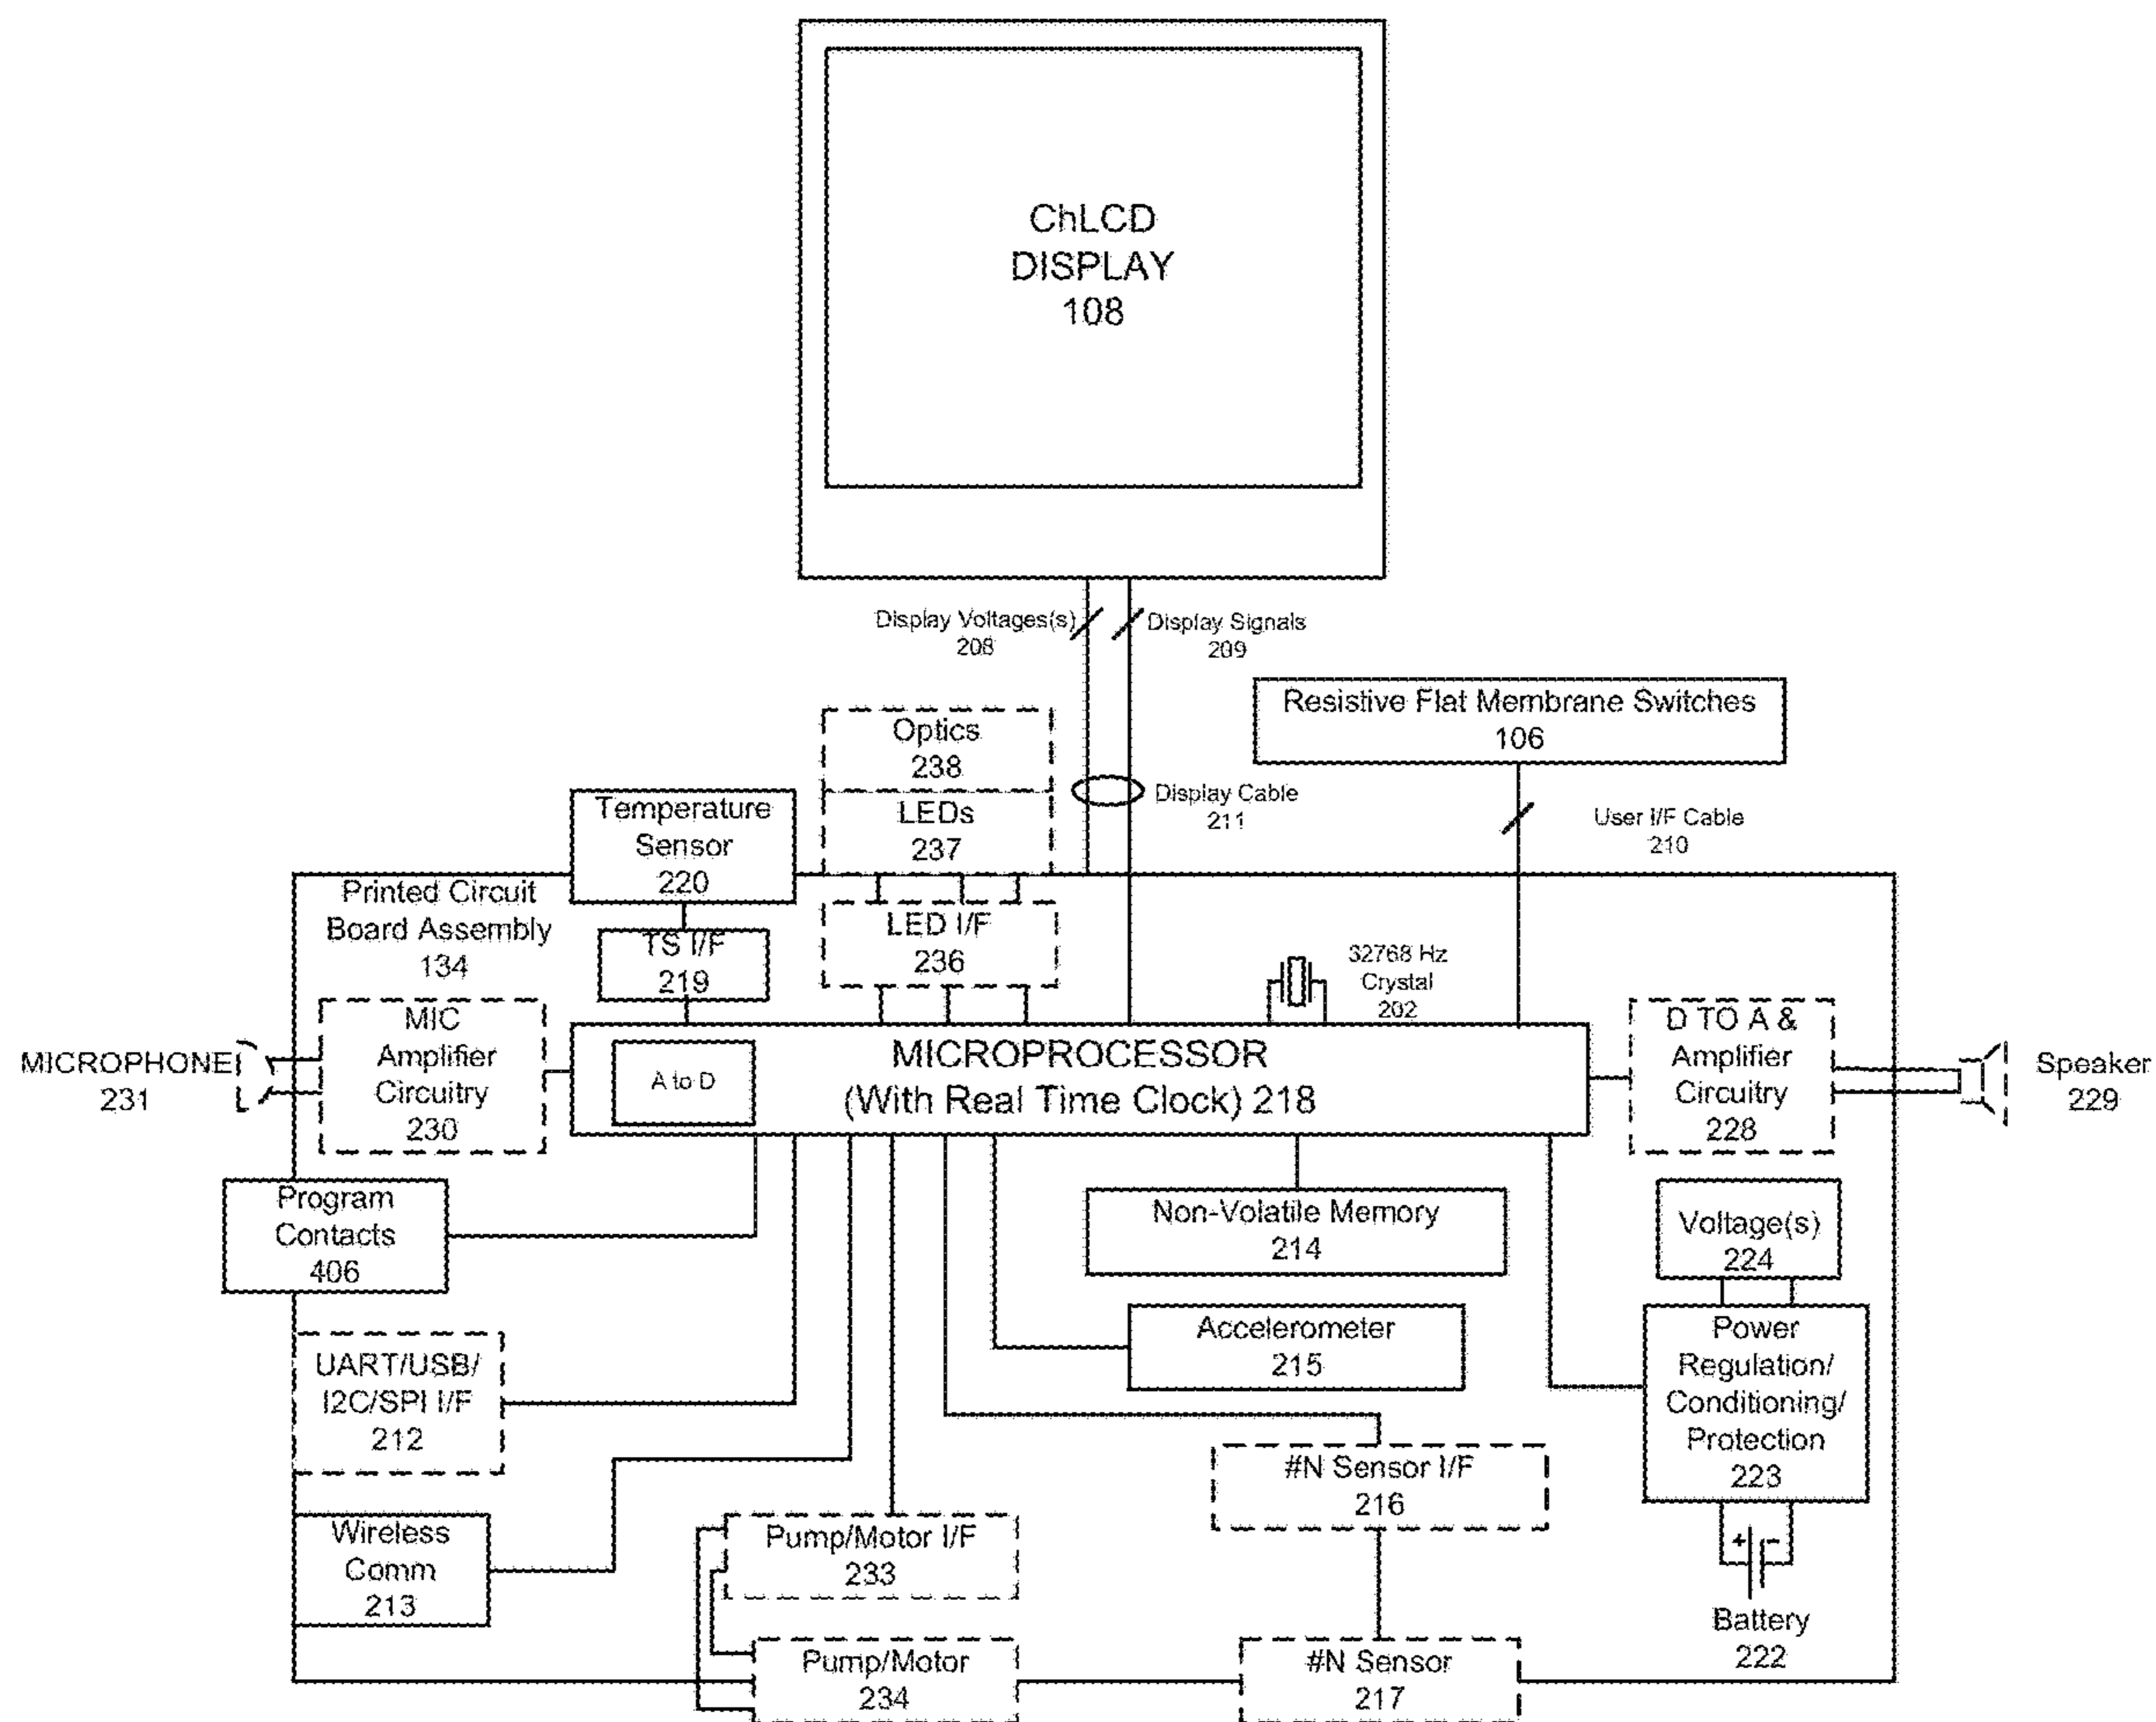 ChLCD
DISPLAY
108
Display Voltages(s)
208
Display Signals
209
Resistive Flat Membrane Switches
106
Optics
238
LEDs
237
Display Cable
211
User I/F Cable
210
Temperature
Sensor
220
Printed Circuit
Board Assembly
134
TS I/F
219
LED I/F
236
32768 Hz
Crystal
202
MICROPHONE
231
MIC
Amplifier
Circuitry
230
A to D
MICROPROCESSOR
(With Real Time Clock) 218
D TO A &
Amplifier
Circuitry
228
Speaker
229
Program
Contacts
406
Non-Volatile Memory
214
Voltage(s)
224
Accelerometer
215
Power
Regulation/
Conditioning/
Protection
223
UART/USB/
I2C/SPI I/F
212
#N Sensor I/F
216
Wireless
Comm
213
Pump/Motor I/F
233
+ -
Battery
222
Pump/Motor
234
#N Sensor
217